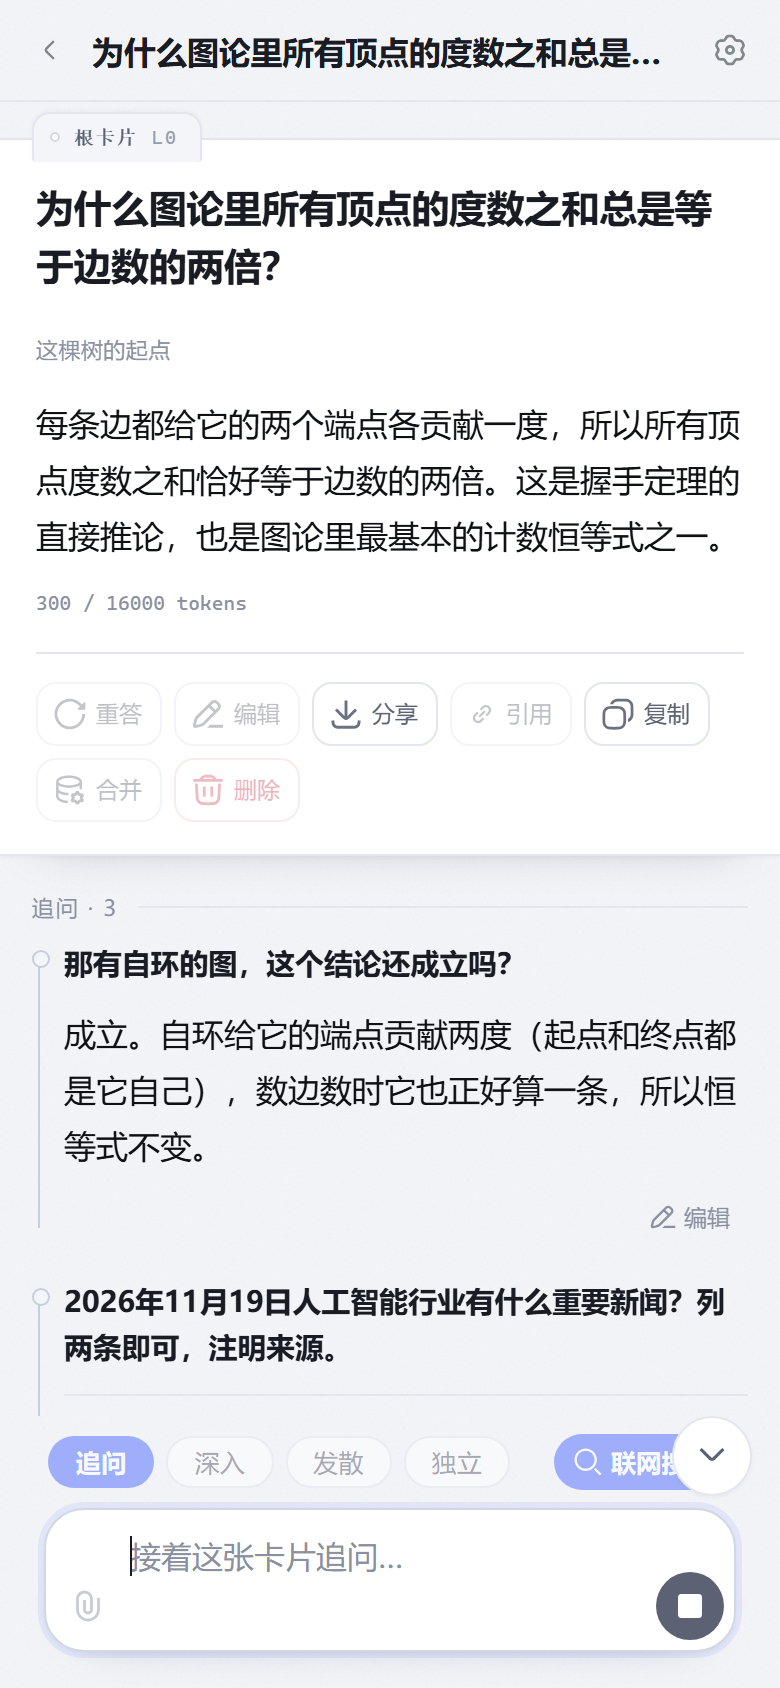 为什么图论里所有顶点的度数之和总是...
根卡片 L0
为什么图论里所有顶点的度数之和总是等
于边数的两倍？
这棵树的起点
每条边都给它的两个端点各贡献一度，所以所有顶
点度数之和恰好等于边数的两倍。这是握手定理的
直接推论，也是图论里最基本的计数恒等式之一。
300 / 16000 tokens
重答 编辑 分享 引用 复制
合并 删除
追问 · 3
那有自环的图，这个结论还成立吗？
成立。自环给它的端点贡献两度（起点和终点都
是它自己），数边数时它也正好算一条，所以恒
等式不变。
编辑
2026年11月19日人工智能行业有什么重要新闻？列
两条即可，注明来源。
追问 深入 发散 独立 联网
接着这张卡片追问...